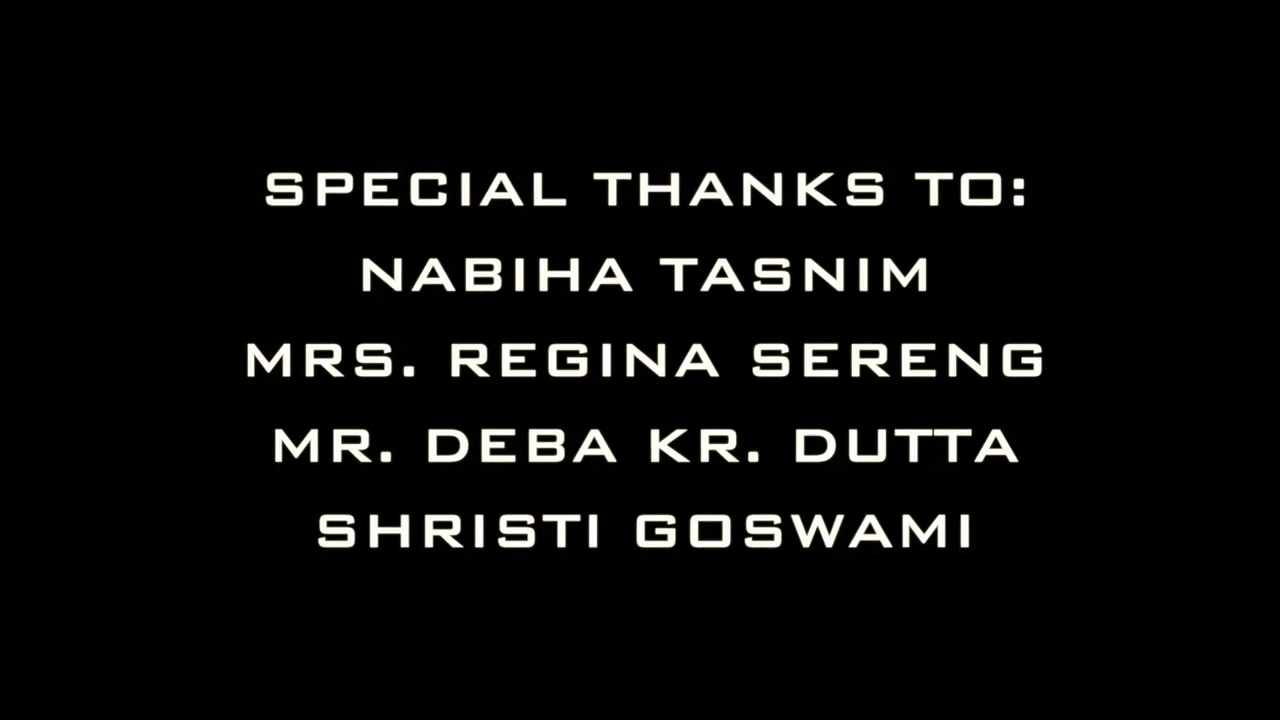 SPECIAL THANKS TO:
NABIHA TASNIM
MRS. REGINA SERENG
MR. DEBA KR. DUTTA
SHRISTI GOSWAMI